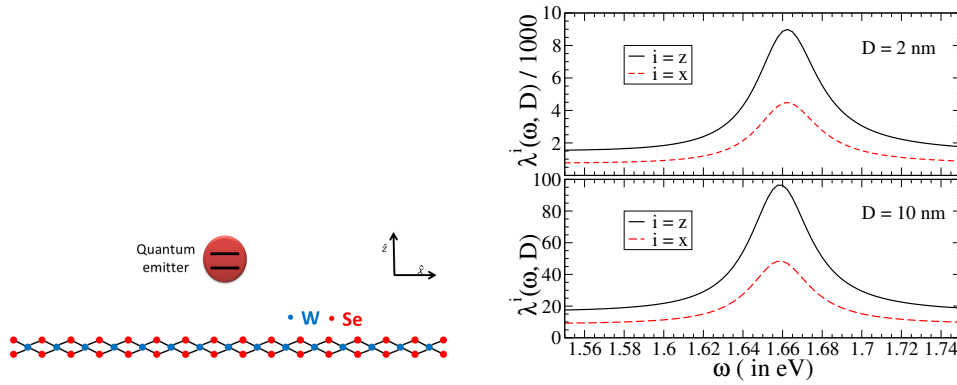 Quantum
emitter
ẑ
x̂
W Se
λⁱ(ω, D) / 1000
10
8
6
4
2
0
i = z
i = x
D = 2 nm
λⁱ(ω, D)
100
80
60
40
20
0
i = z
i = x
D = 10 nm
1.56 1.58 1.6 1.62 1.64 1.66 1.68 1.7 1.72 1.74
ω ( in eV)